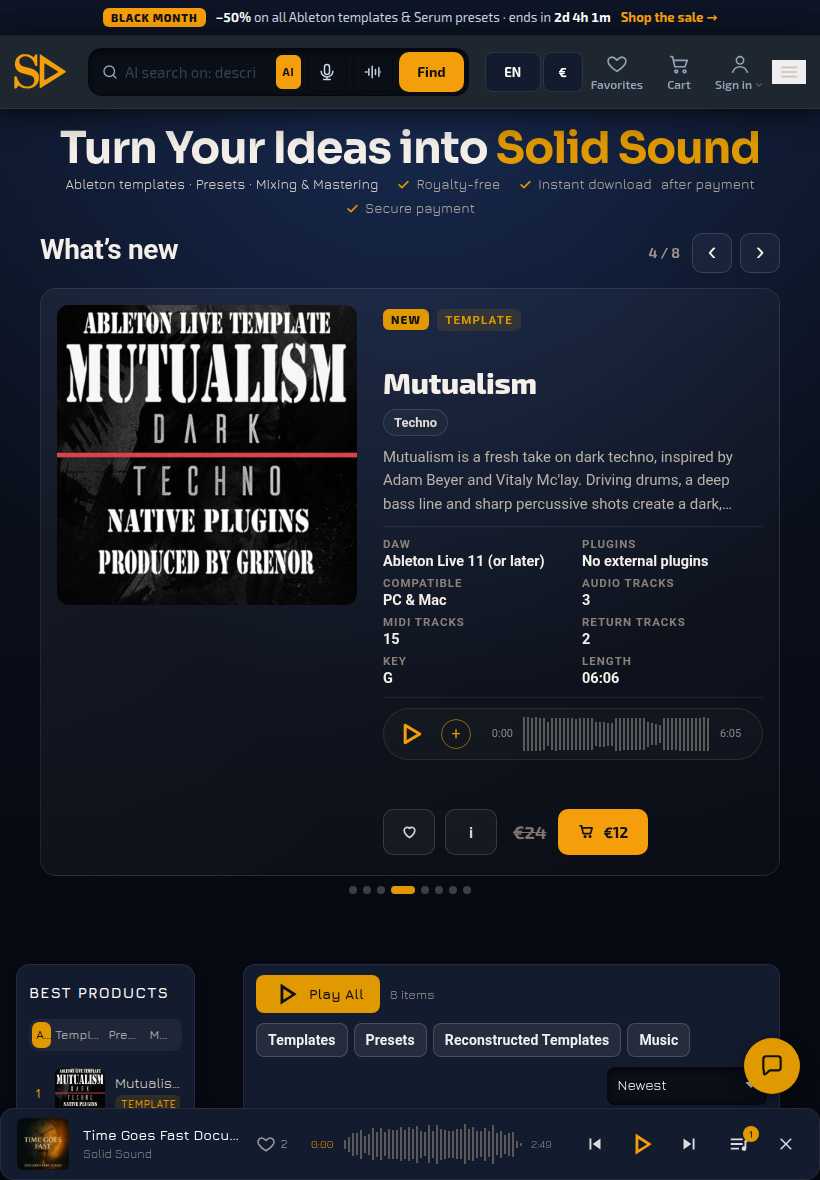 BLACK MONTH −50% on all Ableton templates & Serum presets · ends in 2d 4h 1m Shop the sale →
AI search on: descri AI Find EN €
Favorites Cart Sign in
Turn Your Ideas into Solid Sound
Ableton templates · Presets · Mixing & Mastering Royalty-free Instant download after payment
Secure payment
What's new 4 / 8
ABLETON LIVE TEMPLATE
MUTUALISM
DARK
TECHNO
NATIVE PLUGINS
PRODUCED BY GRENOR
NEW TEMPLATE
Mutualism
Techno
Mutualism is a fresh take on dark techno, inspired by
Adam Beyer and Vitaly Mc'lay. Driving drums, a deep
bass line and sharp percussive shots create a dark,...
DAW PLUGINS
Ableton Live 11 (or later) No external plugins
COMPATIBLE AUDIO TRACKS
PC & Mac 3
MIDI TRACKS RETURN TRACKS
15 2
KEY LENGTH
G 06:06
+ 0:00 6:05
i €24 €12
BEST PRODUCTS
A... Templ... Pre... M...
1 MUTUALISM Mutualis...
TEMPLATE
Play All 8 items
Templates Presets Reconstructed Templates Music
Newest
TIME GOES
FAST
Time Goes Fast Docu...
Solid Sound
2 0:00 2:49 1